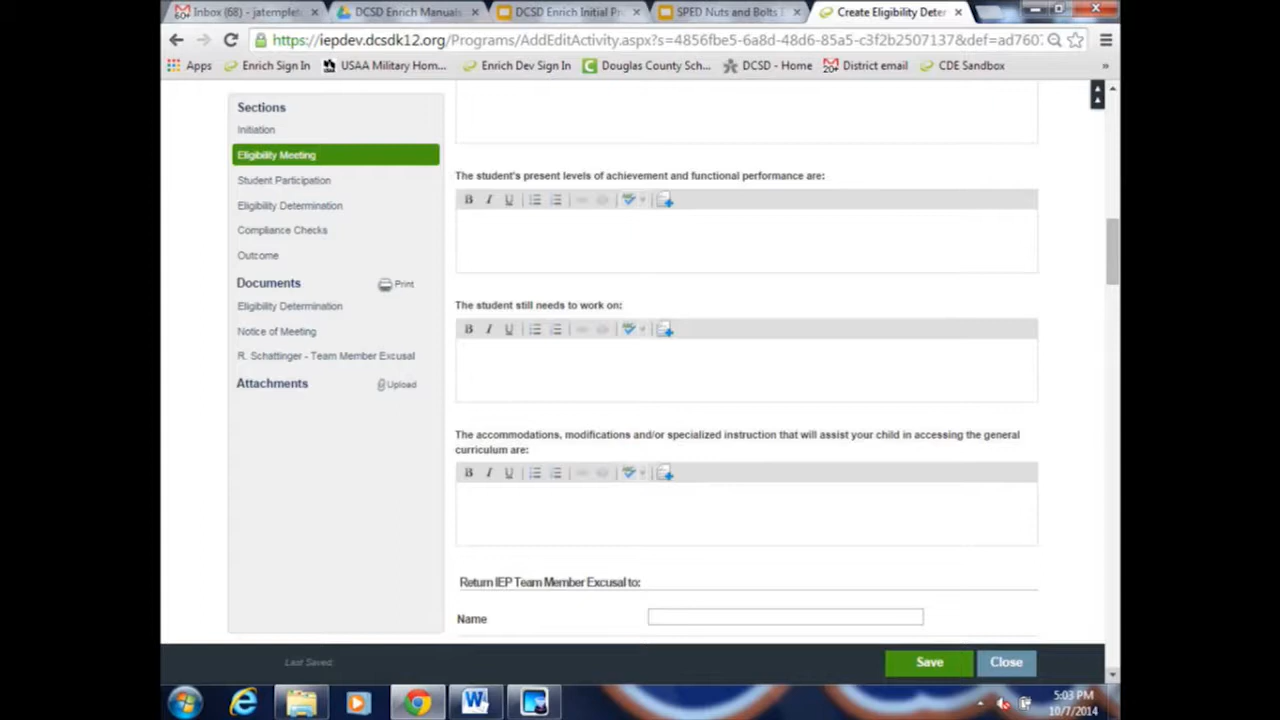 Inbox (68) - jatemplet
DCSD Enrich Manuals
DCSD Enrich Initial Pr
SPED Nuts and Bolts
Create Eligibility Deter
https://iepdev.dcsdk12.org/Programs/AddEditActivity.aspx?s=4856fbe5-6a8d-48d6-85a5-c3f2b2507137&def=ad760
Apps
Enrich Sign In
USAA Military Hom...
Enrich Dev Sign In
Douglas County Sch...
DCSD - Home
District email
CDE Sandbox
»
Sections
Initiation
Eligibility Meeting
Student Participation
Eligibility Determination
Compliance Checks
Outcome
Documents
Print
Eligibility Determination
Notice of Meeting
R. Schattinger - Team Member Excusal
Attachments
Upload
The student's present levels of achievement and functional performance are:
B I U
The student still needs to work on:
B I U
The accommodations, modifications and/or specialized instruction that will assist your child in accessing the general
curriculum are:
B I U
Return IEP Team Member Excusal to:
Name
Last Saved
Save
Close
5:03 PM
10/7/2014